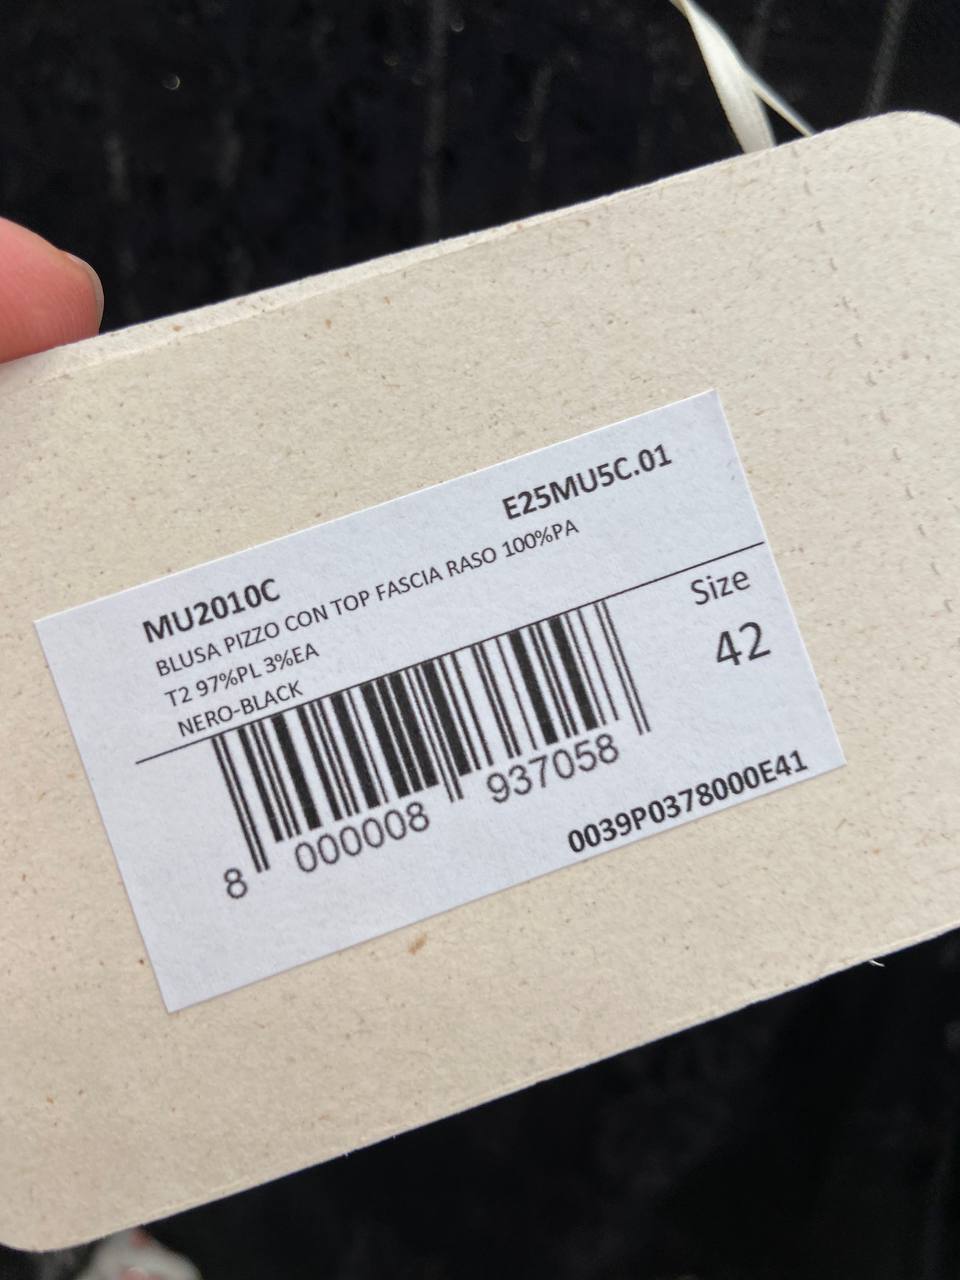 MU2010C E25MU5C.01
BLUSA PIZZO CON TOP FASCIA RASO 100%PA
T2 97%PL 3%EA
NERO-BLACK
Size
42
8 000008 937058
0039P0378000E41